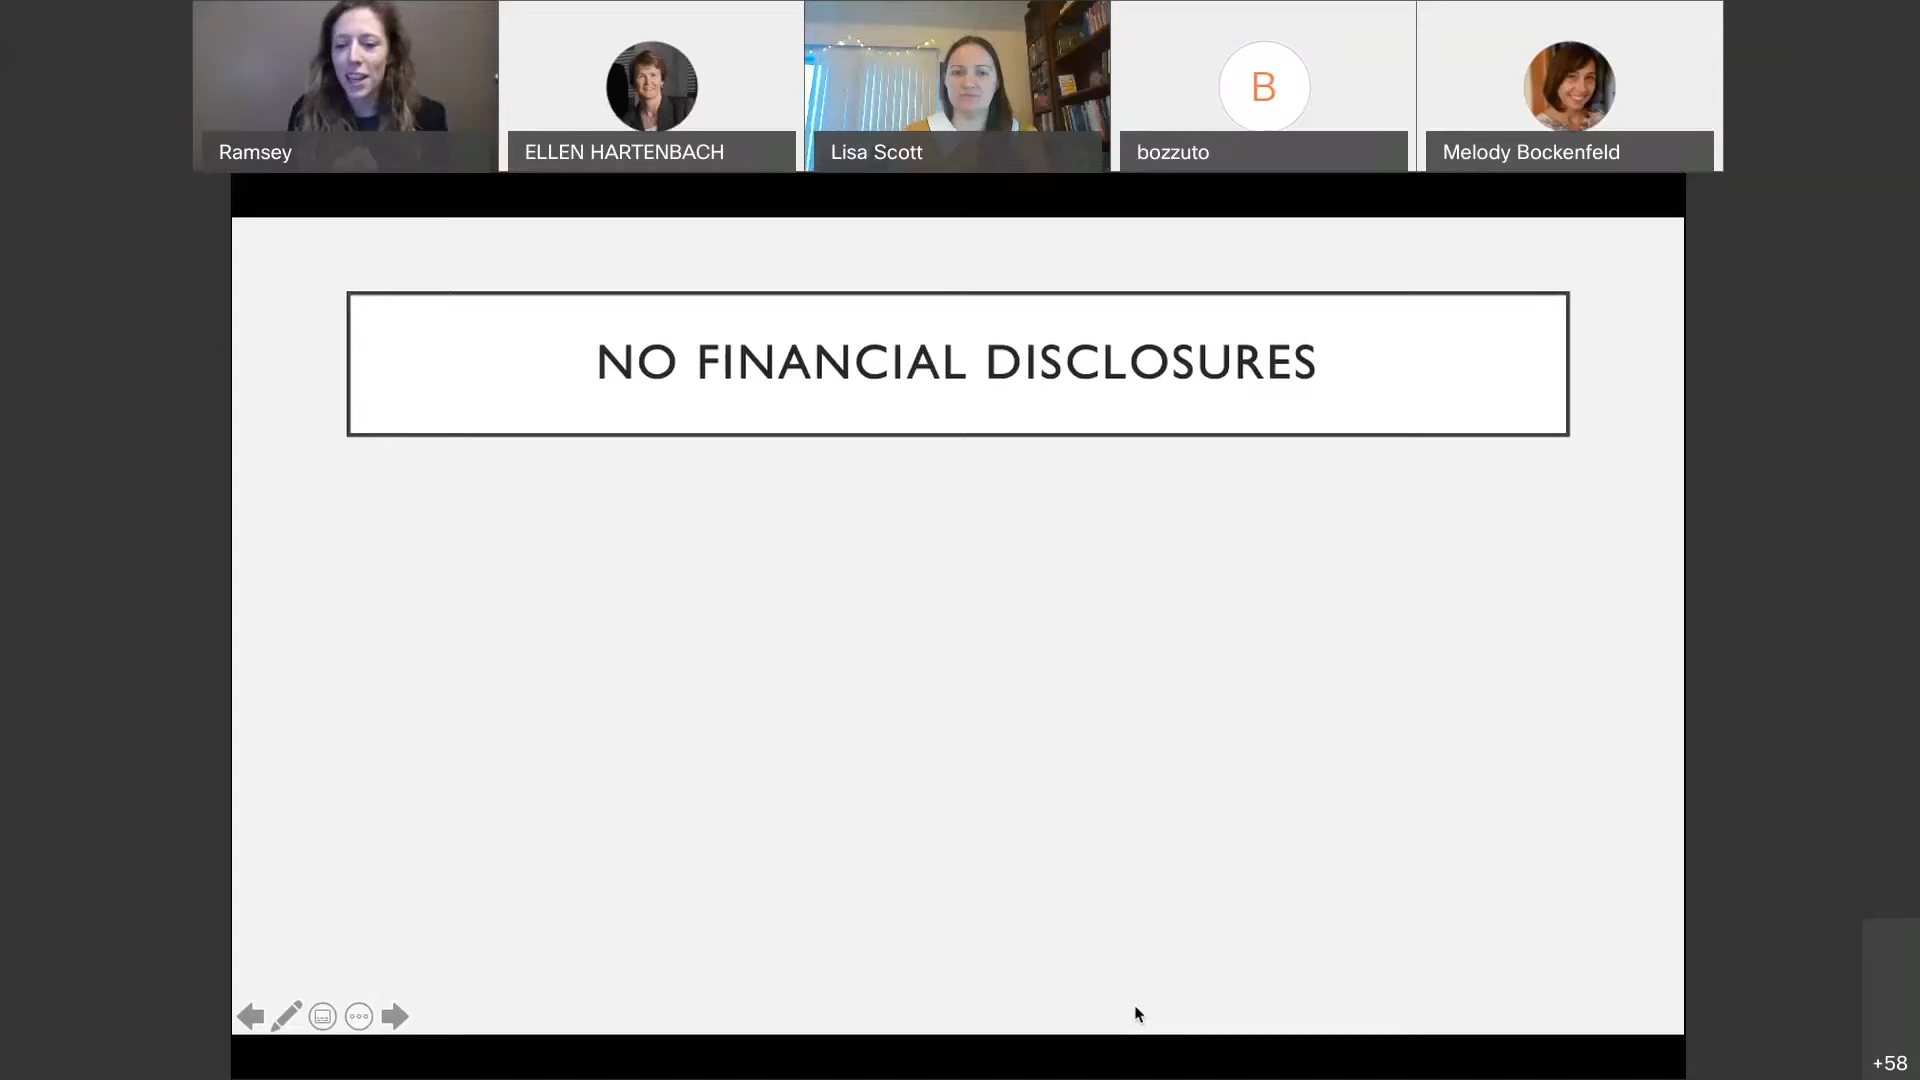 Ramsey
ELLEN HARTENBACH
Lisa Scott
B
bozzuto
Melody Bockenfeld
NO FINANCIAL DISCLOSURES
+58